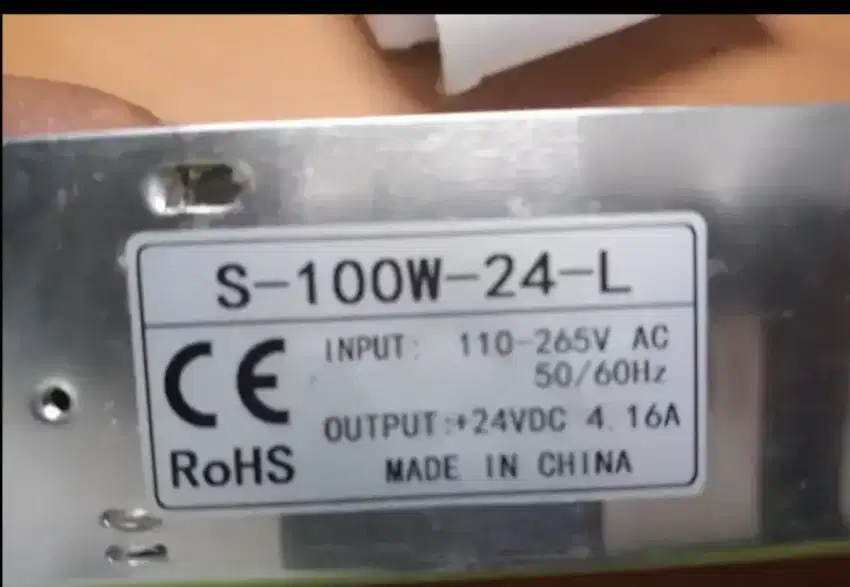 S-100W-24-L
CE
RoHS
INPUT: 110-265V AC
50/60Hz
OUTPUT:+24VDC 4.16A
MADE IN CHINA